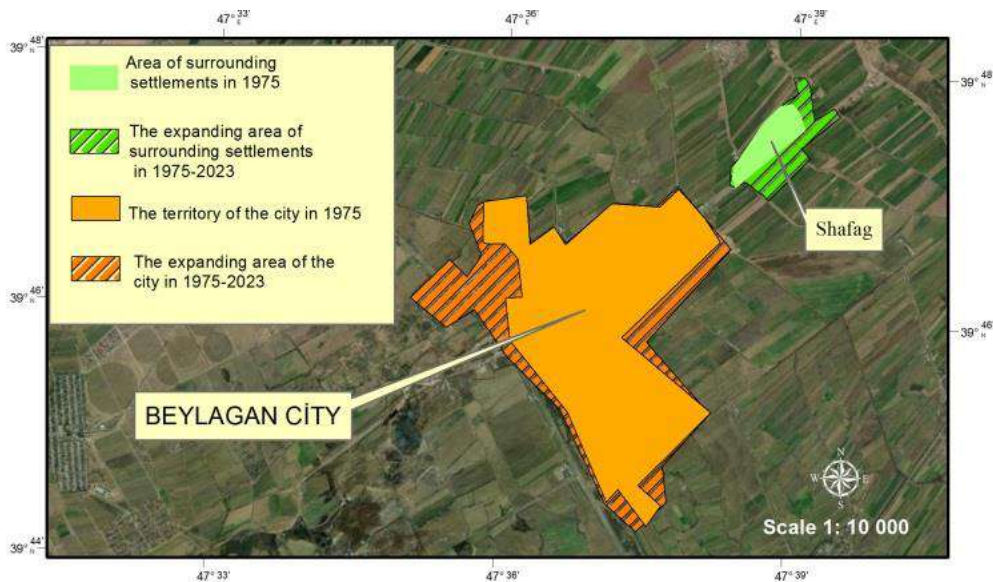 47° 33'
E
47° 36'
E
47° 39'
E
39° 48'
N
Area of surrounding
settlements in 1975
The expanding area of
surrounding settlements
in 1975-2023
The territory of the city in 1975
The expanding area of the
city in 1975-2023
39° 48'
N
Shafag
39° 46'
N
39° 46'
N
BEYLAGAN CİTY
N
W
E
S
Scale 1: 10 000
39° 44'
N
39° 44'
N
47° 33'
47° 36'
47° 39'